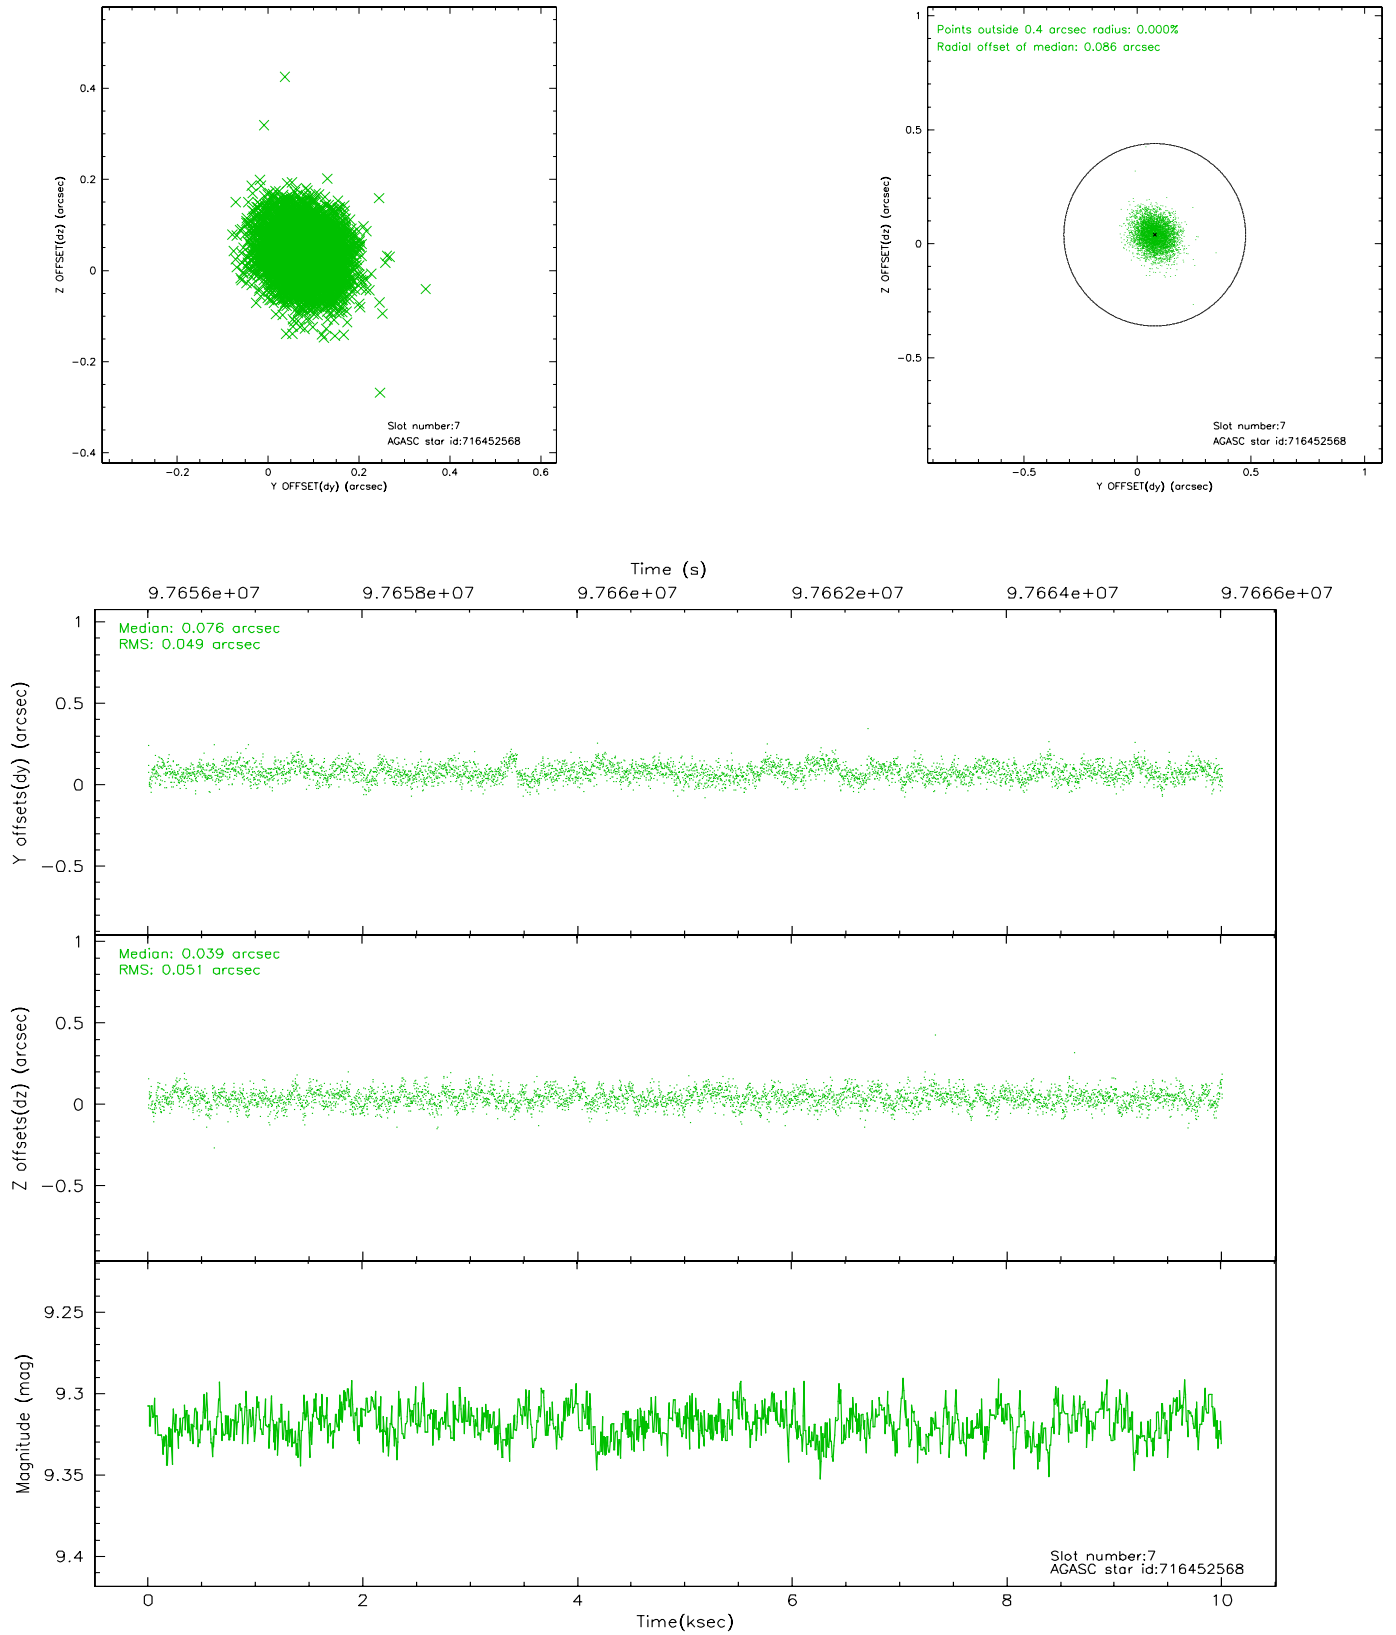 0.4
0.2
0
−0.2
−0.4
Z OFFSET(dz) (arcsec)
Slot number:7
AGASC star id:716452568
−0.2 0 0.2 0.4 0.6
Y OFFSET(dy) (arcsec)
Points outside 0.4 arcsec radius: 0.000%
Radial offset of median: 0.086 arcsec
1
0.5
0
−0.5
Z OFFSET(dz) (arcsec)
Slot number:7
AGASC star id:716452568
−0.5 0 0.5 1
Y OFFSET(dy) (arcsec)
Time (s)
9.7656e+07 9.7658e+07 9.766e+07 9.7662e+07 9.7664e+07 9.7666e+07
Median: 0.076 arcsec
RMS: 0.049 arcsec
1
0.5
0
−0.5
Y offsets(dy) (arcsec)
Median: 0.039 arcsec
RMS: 0.051 arcsec
1
0.5
0
−0.5
Z offsets(dz) (arcsec)
9.25
9.3
9.35
9.4
Magnitude (mag)
Slot number:7
AGASC star id:716452568
0 2 4 6 8 10
Time(ksec)